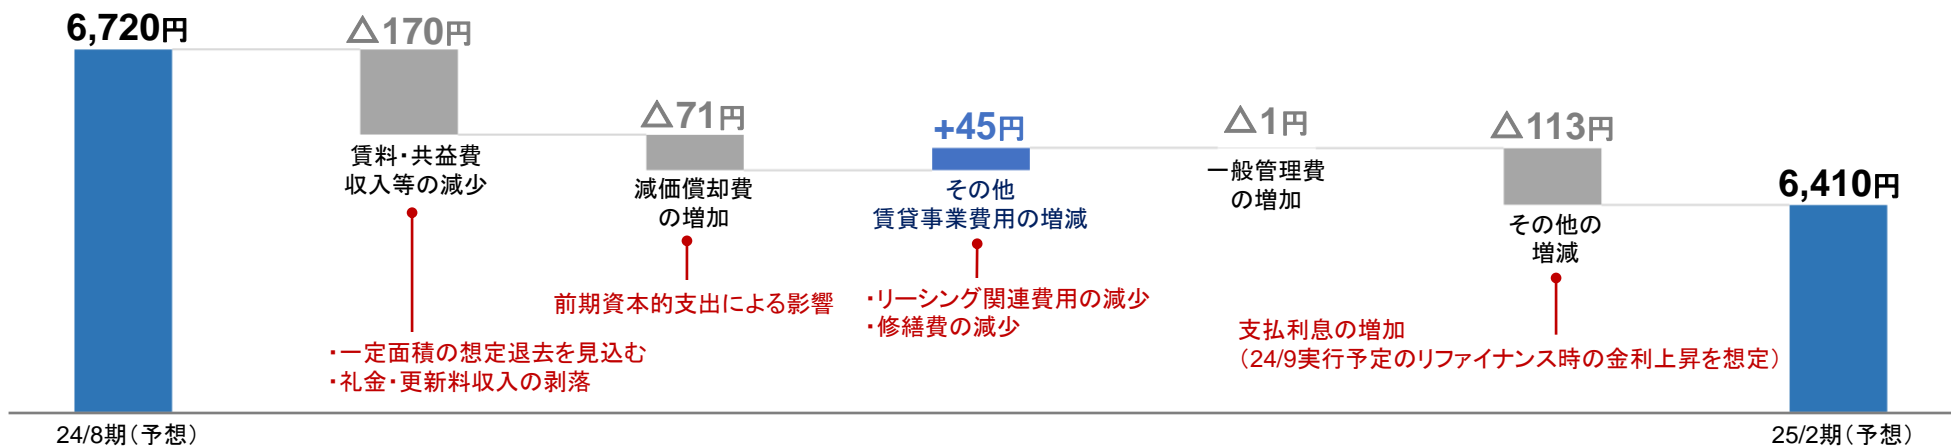 6,720円
△170円
賃料・共益費
収入等の減少
・一定面積の想定退去を見込む
・礼金・更新料収入の剥落
△71円
減価償却費
の増加
前期資本的支出による影響
+45円
その他
賃貸事業費用の増減
・リーシング関連費用の減少
・修繕費の減少
△1円
一般管理費
の増加
△113円
その他の
増減
支払利息の増加
（24/9実行予定のリファイナンス時の金利上昇を想定）
6,410円
24/8期（予想）
25/2期（予想）